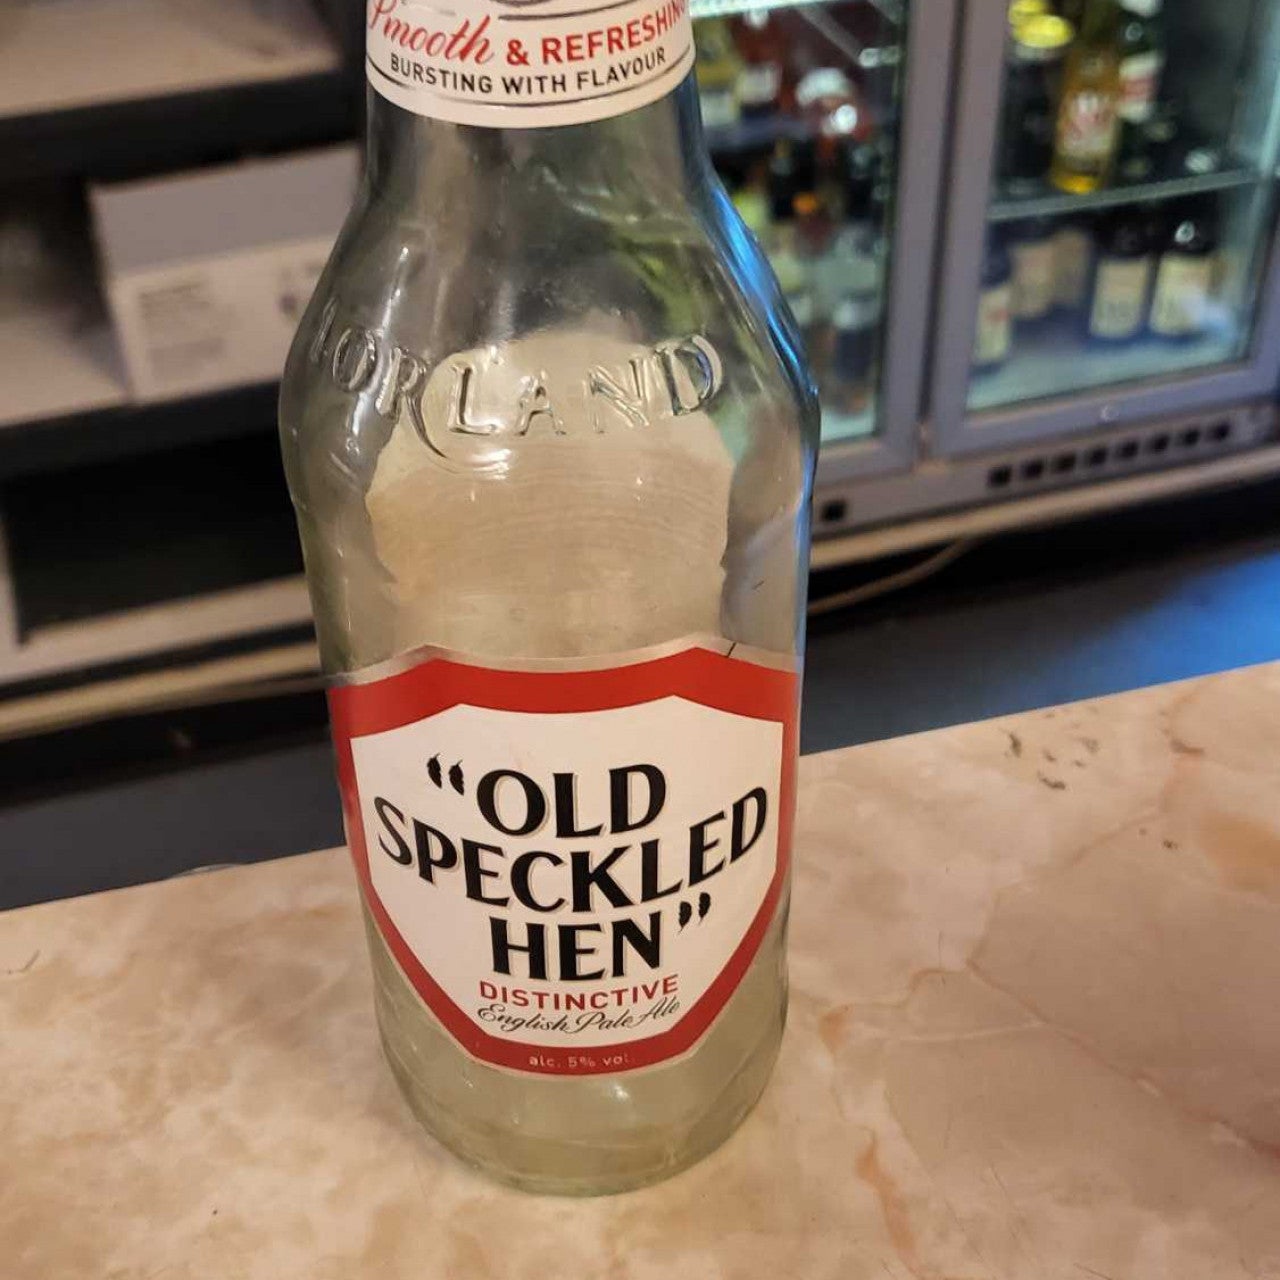 Smooth & REFRESHING
BURSTING WITH FLAVOUR
MORLAND
“OLD
SPECKLED
HEN”
DISTINCTIVE
English Pale Ale
alc. 5% vol.